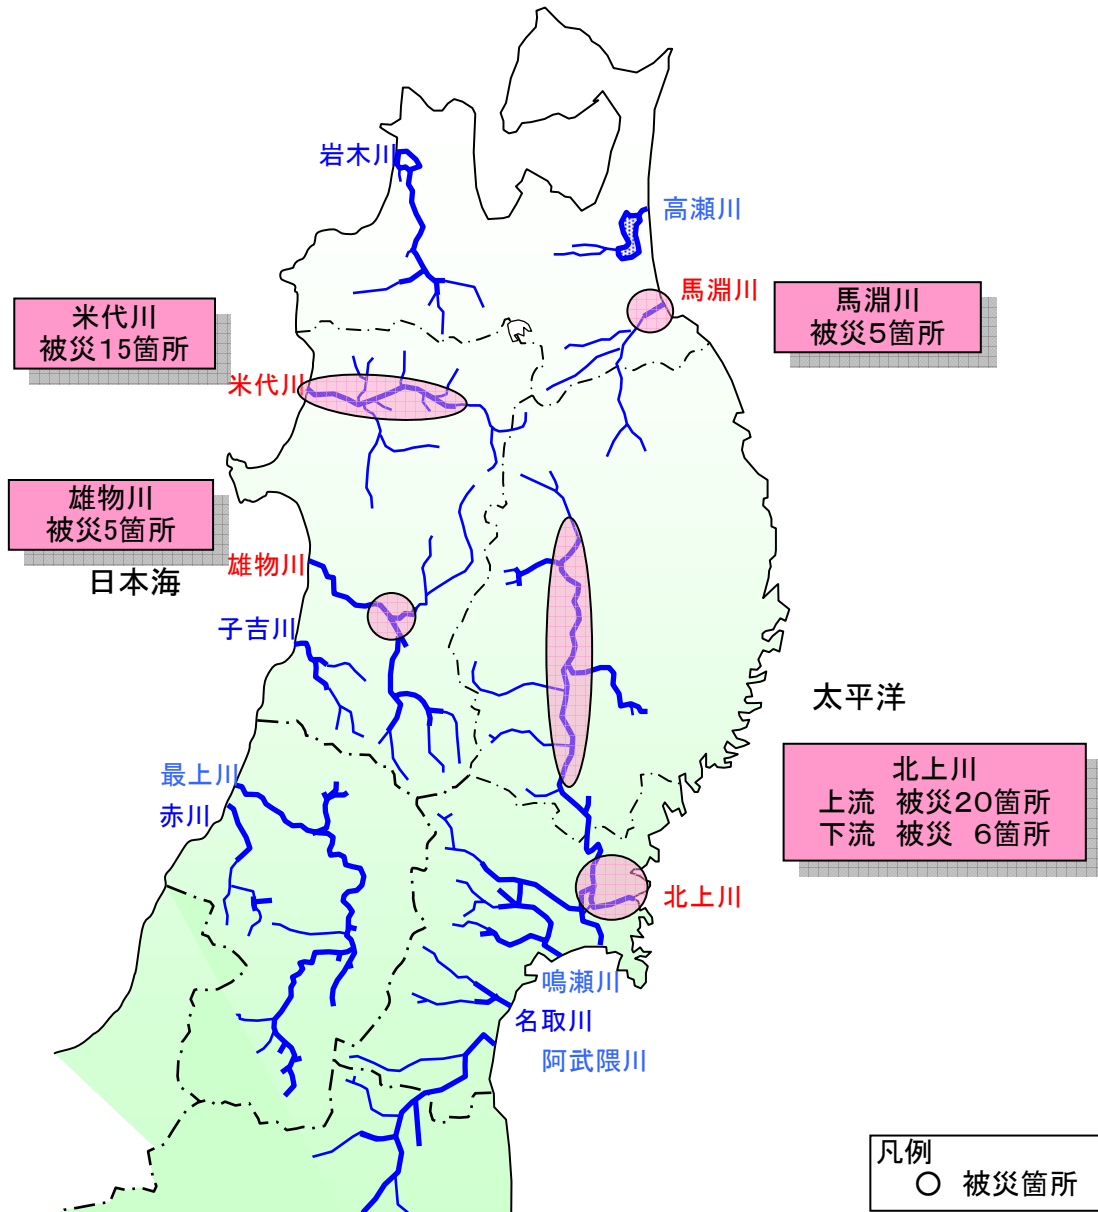 岩木川
高瀬川
馬淵川
馬淵川
被災5箇所
米代川
被災15箇所
米代川
雄物川
被災5箇所
雄物川
日本海
子吉川
太平洋
最上川
赤川
北上川
上流 被災20箇所
下流 被災 6箇所
北上川
鳴瀬川
名取川
阿武隈川
凡例
○ 被災箇所